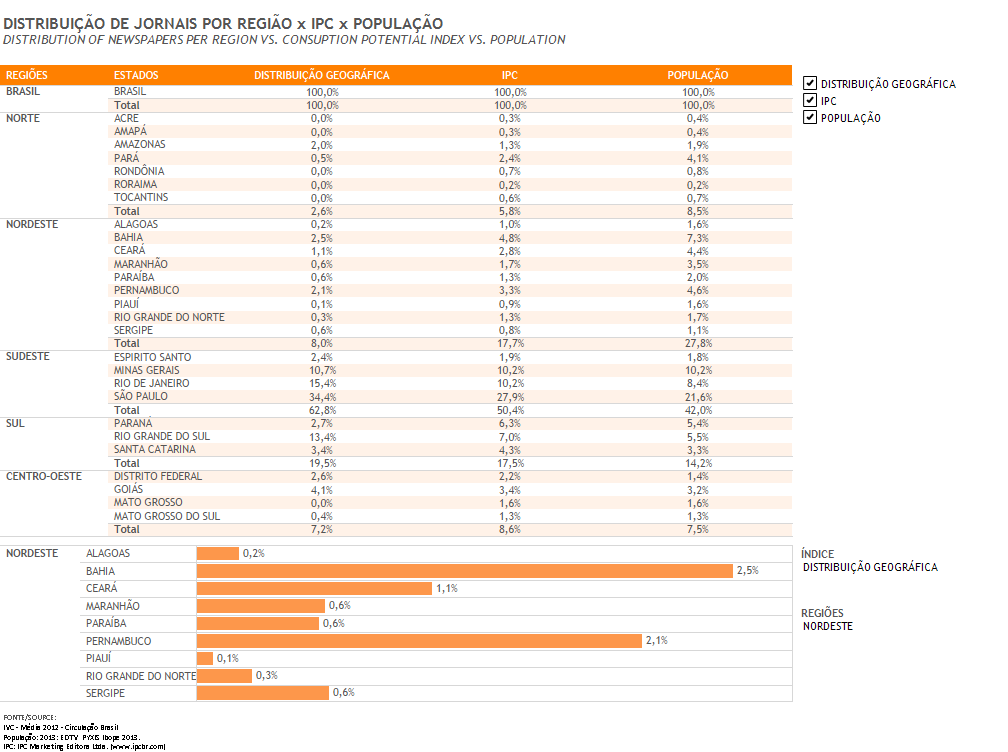 DISTRIBUIÇÃO DE JORNAIS POR REGIÃO x IPC x POPULAÇÃO
DISTRIBUTION OF NEWSPAPERS PER REGION VS. CONSUPTION POTENTIAL INDEX VS. POPULATION
REGIÕES ESTADOS DISTRIBUIÇÃO GEOGRÁFICA IPC POPULAÇÃO
BRASIL BRASIL 100,0% 100,0% 100,0%
Total 100,0% 100,0% 100,0%
NORTE ACRE 0,0% 0,3% 0,4%
AMAPÁ 0,0% 0,3% 0,4%
AMAZONAS 2,0% 1,3% 1,9%
PARÁ 0,5% 2,4% 4,1%
RONDÔNIA 0,0% 0,7% 0,8%
RORAIMA 0,0% 0,2% 0,2%
TOCANTINS 0,0% 0,6% 0,7%
Total 2,6% 5,8% 8,5%
NORDESTE ALAGOAS 0,2% 1,0% 1,6%
BAHIA 2,5% 4,8% 7,3%
CEARÁ 1,1% 2,8% 4,4%
MARANHÃO 0,6% 1,7% 3,5%
PARAÍBA 0,6% 1,3% 2,0%
PERNAMBUCO 2,1% 3,3% 4,6%
PIAUÍ 0,1% 0,9% 1,6%
RIO GRANDE DO NORTE 0,3% 1,3% 1,7%
SERGIPE 0,6% 0,8% 1,1%
Total 8,0% 17,7% 27,8%
SUDESTE ESPIRITO SANTO 2,4% 1,9% 1,8%
MINAS GERAIS 10,7% 10,2% 10,2%
RIO DE JANEIRO 15,4% 10,2% 8,4%
SÃO PAULO 34,4% 27,9% 21,6%
Total 62,8% 50,4% 42,0%
SUL PARANÁ 2,7% 6,3% 5,4%
RIO GRANDE DO SUL 13,4% 7,0% 5,5%
SANTA CATARINA 3,4% 4,3% 3,3%
Total 19,5% 17,5% 14,2%
CENTRO-OESTE DISTRITO FEDERAL 2,6% 2,2% 1,4%
GOIÁS 4,1% 3,4% 3,2%
MATO GROSSO 0,0% 1,6% 1,6%
MATO GROSSO DO SUL 0,4% 1,3% 1,3%
Total 7,2% 8,6% 7,5%
DISTRIBUIÇÃO GEOGRÁFICA
IPC
POPULAÇÃO
NORDESTE ALAGOAS 0,2%
BAHIA 2,5%
CEARÁ 1,1%
MARANHÃO 0,6%
PARAÍBA 0,6%
PERNAMBUCO 2,1%
PIAUÍ 0,1%
RIO GRANDE DO NORTE 0,3%
SERGIPE 0,6%
ÍNDICE
DISTRIBUIÇÃO GEOGRÁFICA
REGIÕES
NORDESTE
FONTE/SOURCE:
IVC - Média 2012 - Circulação Brasil
População: 2013: EDTV PYXIS Ibope 2013.
IPC: IPC Marketing Editora Ltda. (www.ipcbr.com)